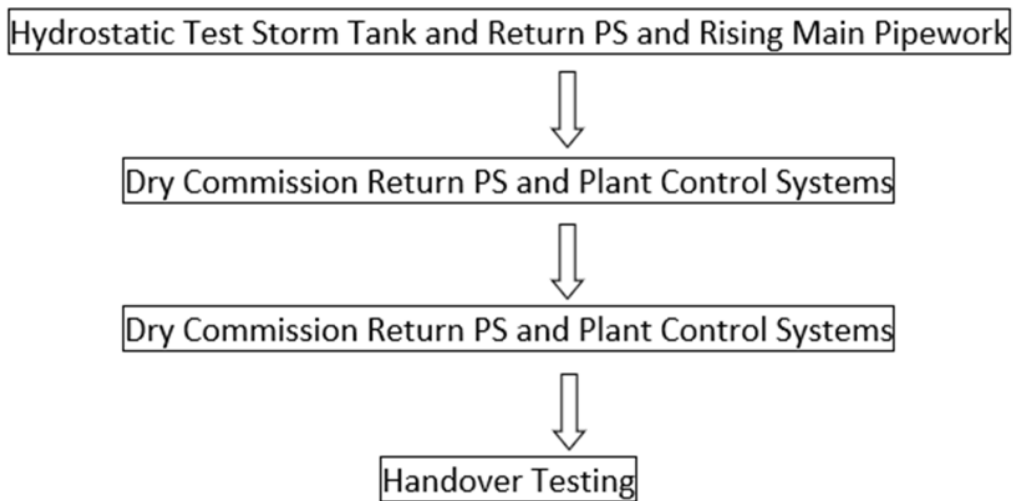 Hydrostatic Test Storm Tank and Return PS and Rising Main Pipework
Dry Commission Return PS and Plant Control Systems
Dry Commission Return PS and Plant Control Systems
Handover Testing